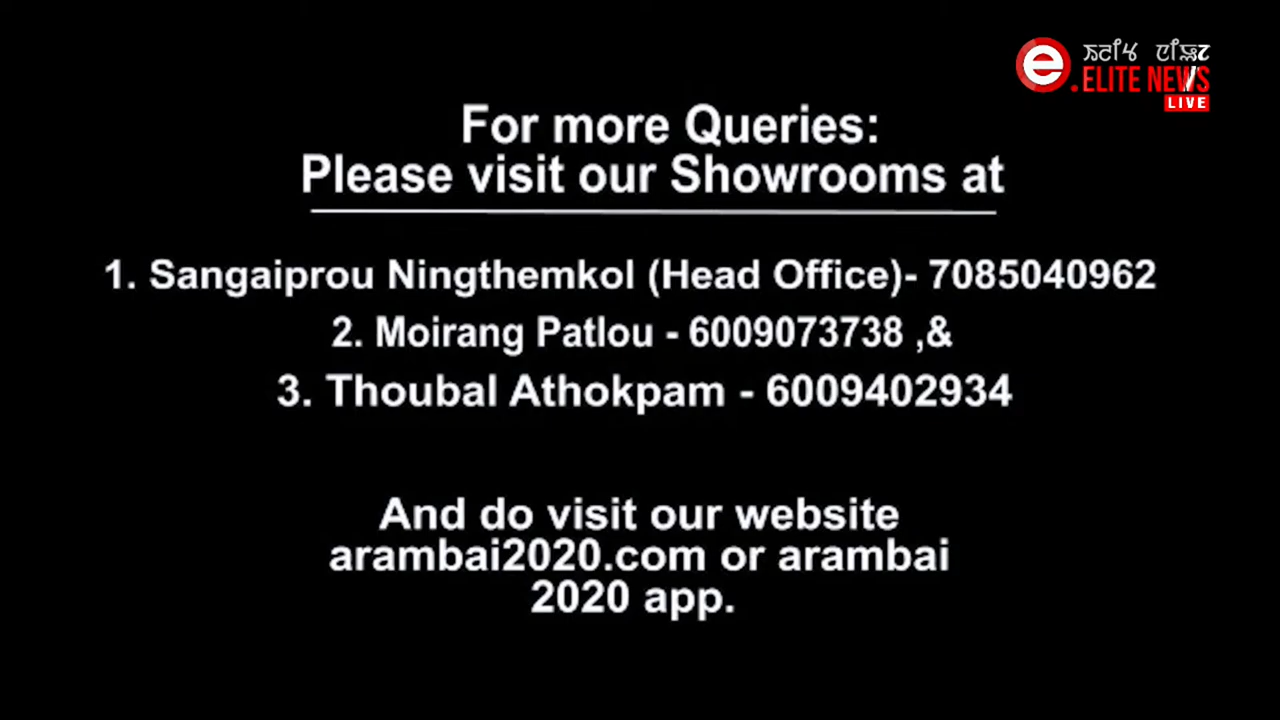 ELITE NEWS
LIVE
For more Queries:
Please visit our Showrooms at
1. Sangaiprou Ningthemkol (Head Office)- 7085040962
2. Moirang Patlou - 6009073738 ,&
3. Thoubal Athokpam - 6009402934
And do visit our website
arambai2020.com or arambai
2020 app.